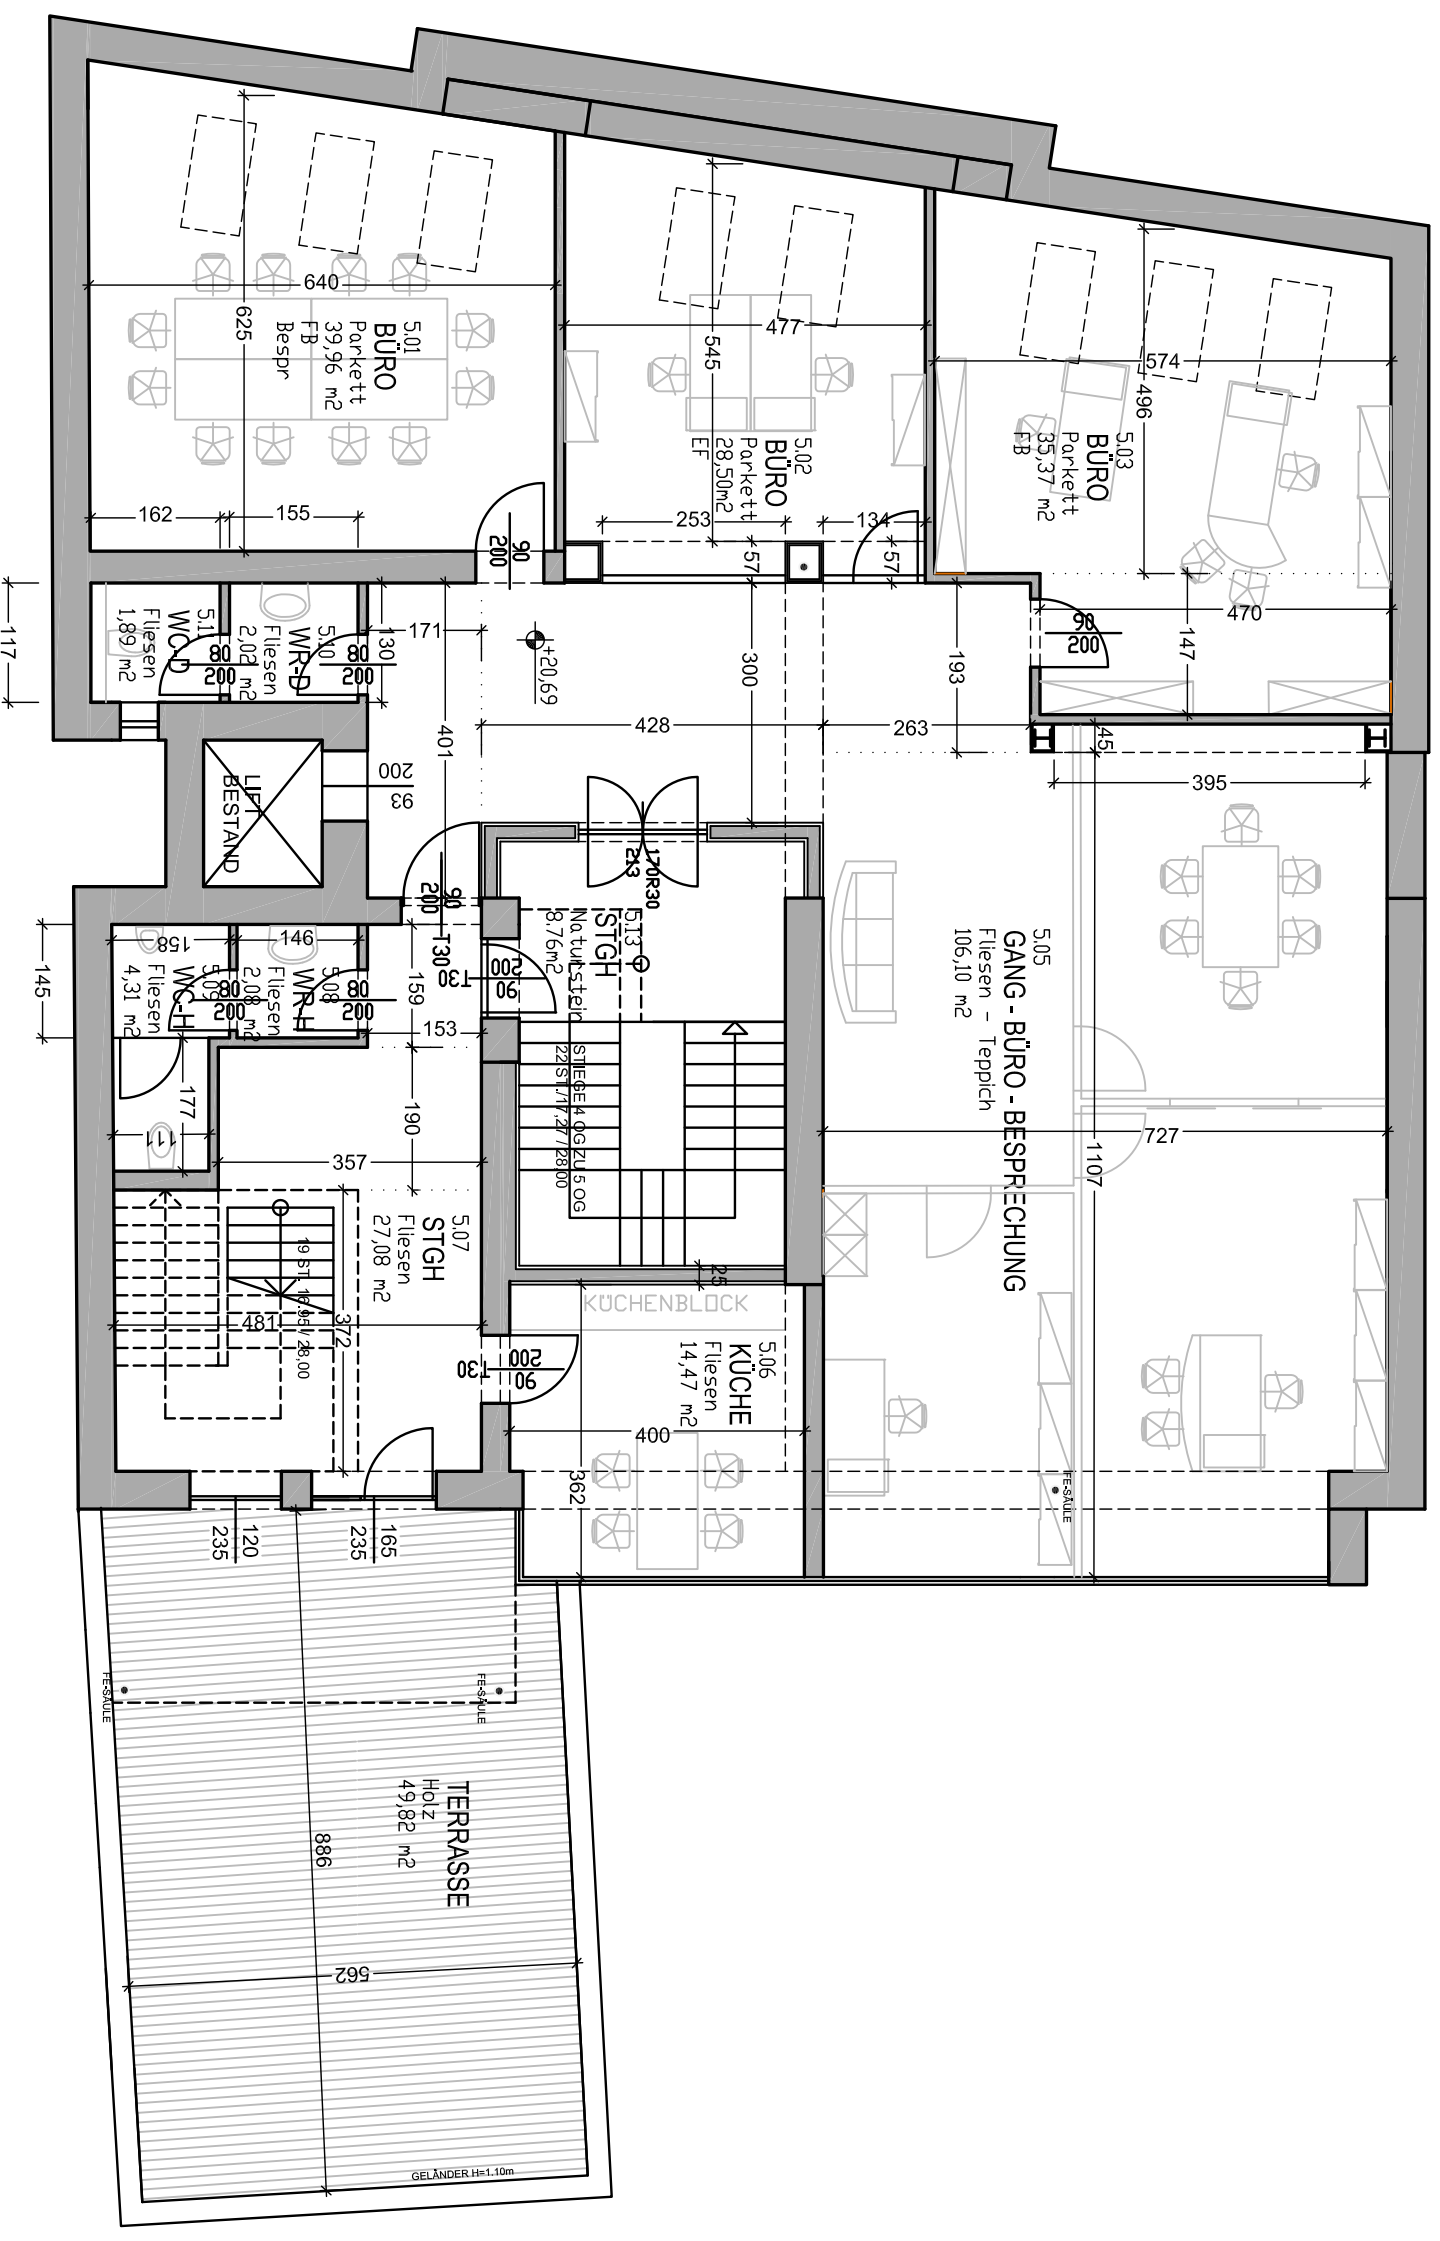 640
625
5.01
BÜRO
Parkett
39,96 m2
FB
Bespr
162
155
90
200
477
545
5.02
BÜRO
Parkett
28,50m2
EF
253
134
57
57
574
496
5.03
BÜRO
Parkett
35,37 m2
FB
470
147
90
200
117
5.11
WC-D
Fliesen
1,89 m2
80
200
5.10
WR-D
Fliesen
2,02 m2
80
200
130
171
+20,69
401
300
193
428
263
45
395
LIFT
BESTAND
200
93
90
200
T30
170R30
213
5.13
STGH
Naturstein
8.76m2
200
90
T30
STIEGE 4 OG ZU 5 OG
22 ST./17,27 / 28,00
145
158
146
5.09
WC-H
Fliesen
4,31 m2
80
200
5.08
WR-H
Fliesen
2,08 m2
80
200
159
153
177
111
190
357
5.05
GANG - BÜRO - BESPRECHUNG
Fliesen - Teppich
106,10 m2
727
1107
5.07
STGH
Fliesen
27,08 m2
19 ST. 16.95 / 28,00
481
372
25
KÜCHENBLOCK
5.06
KÜCHE
Fliesen
14,47 m2
200
90
T30
400
362
FE-SÄULE
120
235
165
235
FE-SÄULE
FE-SÄULE
TERRASSE
Holz
49,82 m2
886
562
GELÄNDER H=1.10m